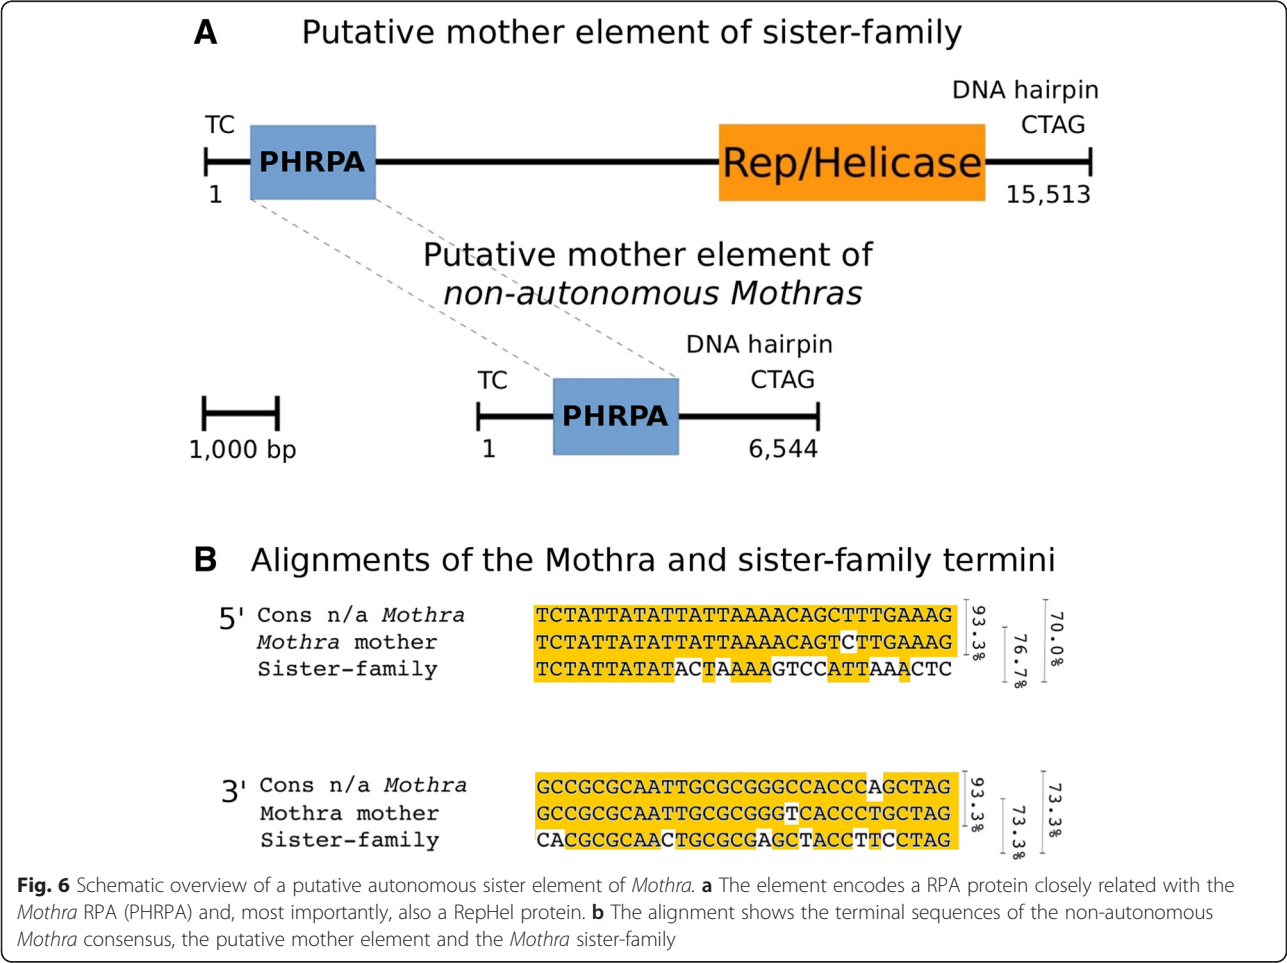 A Putative mother element of sister-family
DNA hairpin
TC CTAG
PHRPA Rep/Helicase
1 15,513
Putative mother element of
non-autonomous Mothras
DNA hairpin
TC CTAG
PHRPA
1,000 bp 1 6,544
B Alignments of the Mothra and sister-family termini
5' Cons n/a Mothra TCTATTATATTATTAAAACAGCTTTGAAAG
Mothra mother TCTATTATATTATTAAAACAGTCTTGAAAG
Sister-family TCTATTATATACTAAAAGTCCATTAAACTC
93.3% 76.7% 70.0%
3' Cons n/a Mothra GCCGCGCAATTGCGCGGGCCACCCAGCTAG
Mothra mother GCCGCGCAATTGCGCGGGTCACCCTGCTAG
Sister-family CACGCGCAACTGCGCGAGCTACCTTCCTAG
93.3% 73.3% 73.3%
Fig. 6 Schematic overview of a putative autonomous sister element of Mothra. a The element encodes a RPA protein closely related with the
Mothra RPA (PHRPA) and, most importantly, also a RepHel protein. b The alignment shows the terminal sequences of the non-autonomous
Mothra consensus, the putative mother element and the Mothra sister-family